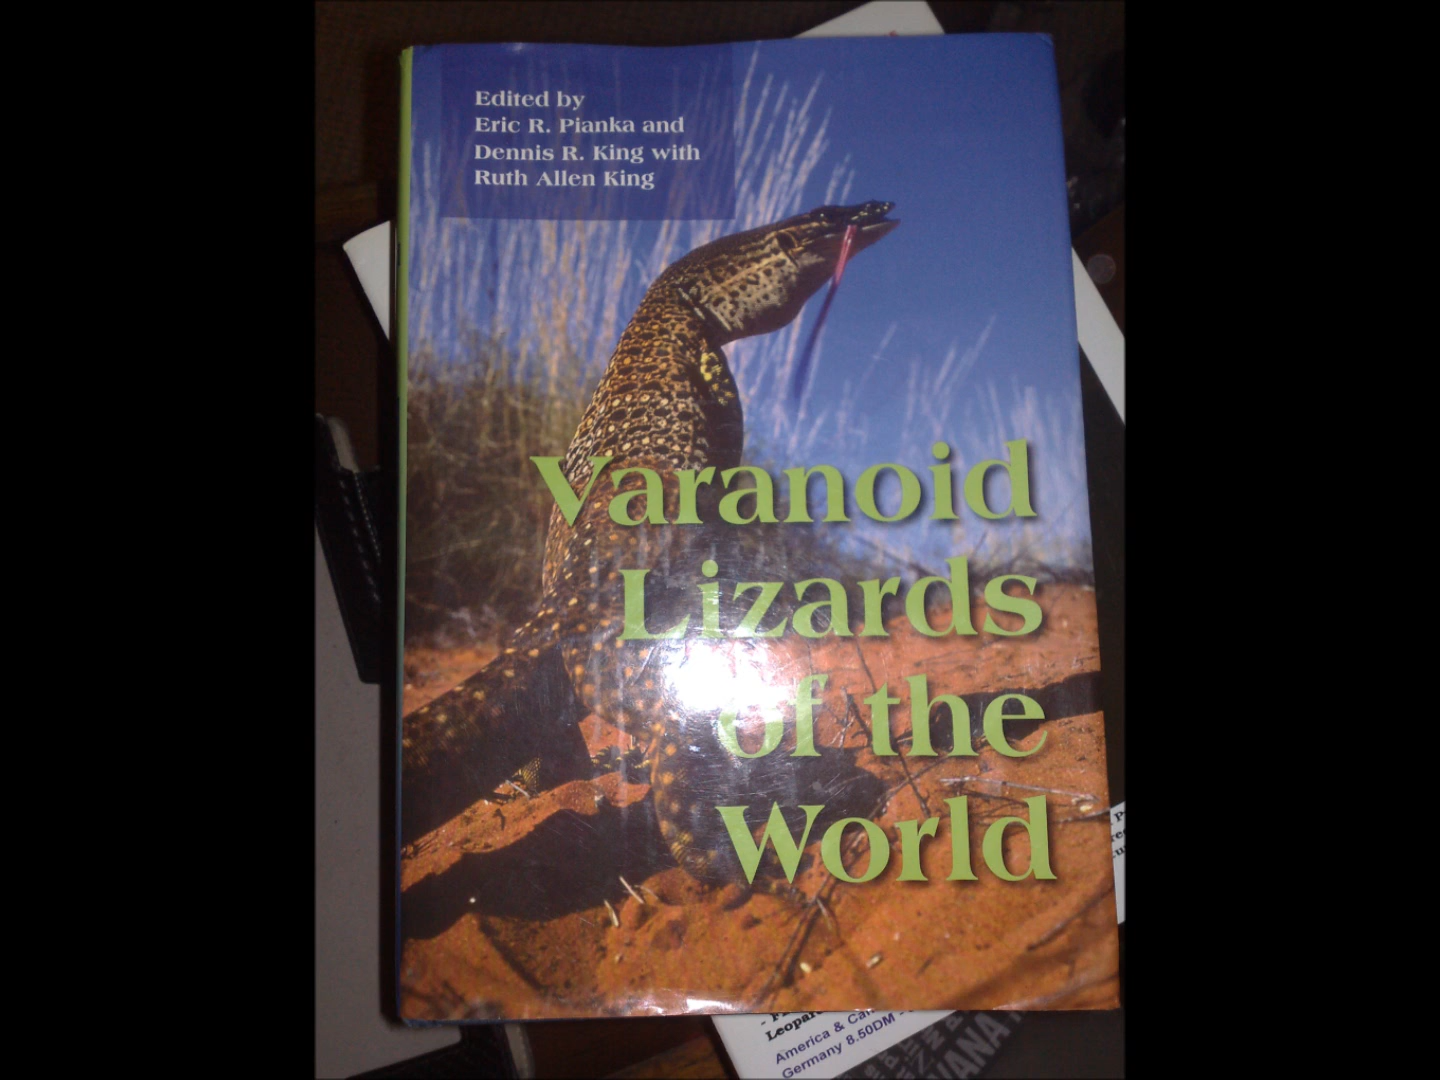 Edited by
Eric R. Pianka and
Dennis R. King with
Ruth Allen King
Varanoid
Lizards
of the
World
America &
Germany 8.50DM -